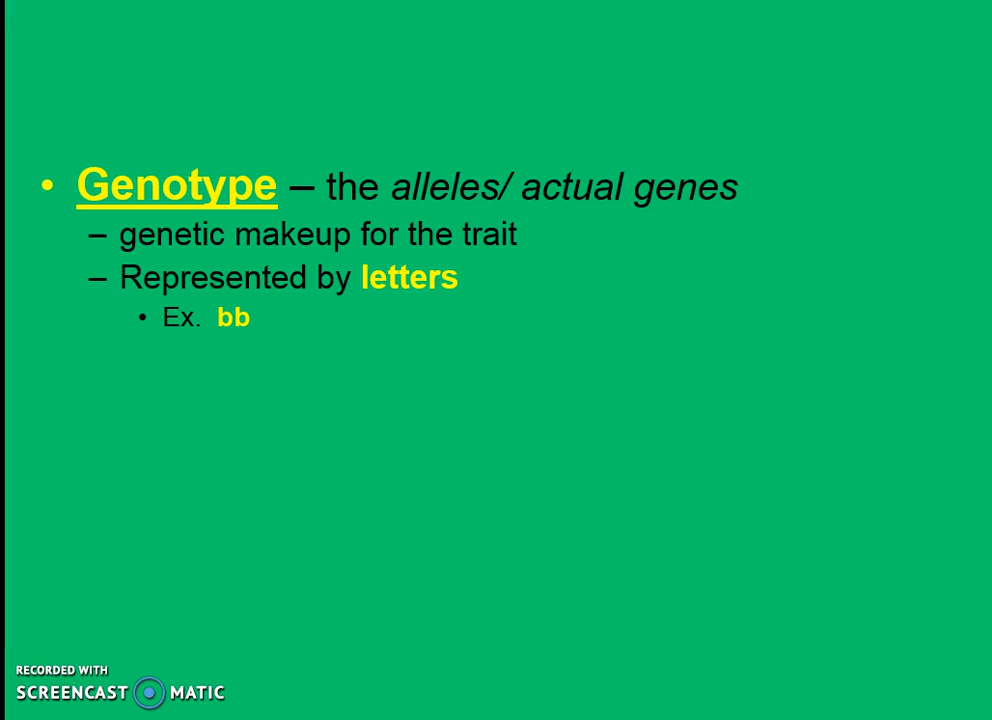 • Genotype – the alleles/ actual genes
– genetic makeup for the trait
– Represented by letters
• Ex. bb
RECORDED WITH
SCREENCAST MATIC